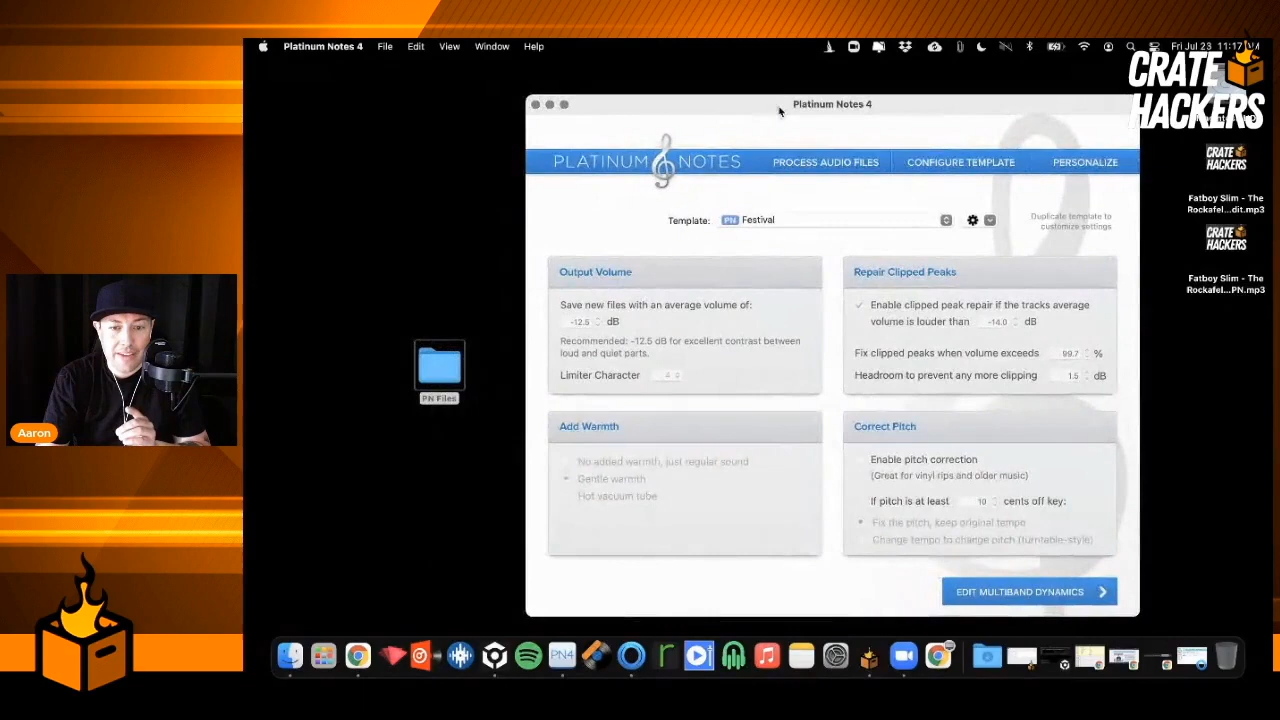 Platinum Notes 4 File Edit View Window Help
Fri Jul 23 11:17
CRATE
HACKERS
Platinum Notes 4
PLATINUM NOTES PROCESS AUDIO FILES CONFIGURE TEMPLATE PERSONALIZE
Template: PN Festival
Duplicate template to
customize settings
Output Volume
Save new files with an average volume of:
-12.5 dB
Recommended: -12.5 dB for excellent contrast between
loud and quiet parts.
Limiter Character 4
Repair Clipped Peaks
Enable clipped peak repair if the tracks average
volume is louder than -14.0 dB
Fix clipped peaks when volume exceeds 99.7 %
Headroom to prevent any more clipping 1.5 dB
Add Warmth
No added warmth, just regular sound
Gentle warmth
Hot vacuum tube
Correct Pitch
Enable pitch correction
(Great for vinyl rips and older music)
If pitch is at least 10 cents off key:
Fix the pitch, keep original tempo
Change tempo to change pitch (turntable-style)
EDIT MULTIBAND DYNAMICS
PN Files
CRATE
HACKERS
Fatboy Slim - The
Rockafel...dit.mp3
CRATE
HACKERS
Fatboy Slim - The
Rockafel...PN.mp3
Aaron
PN4